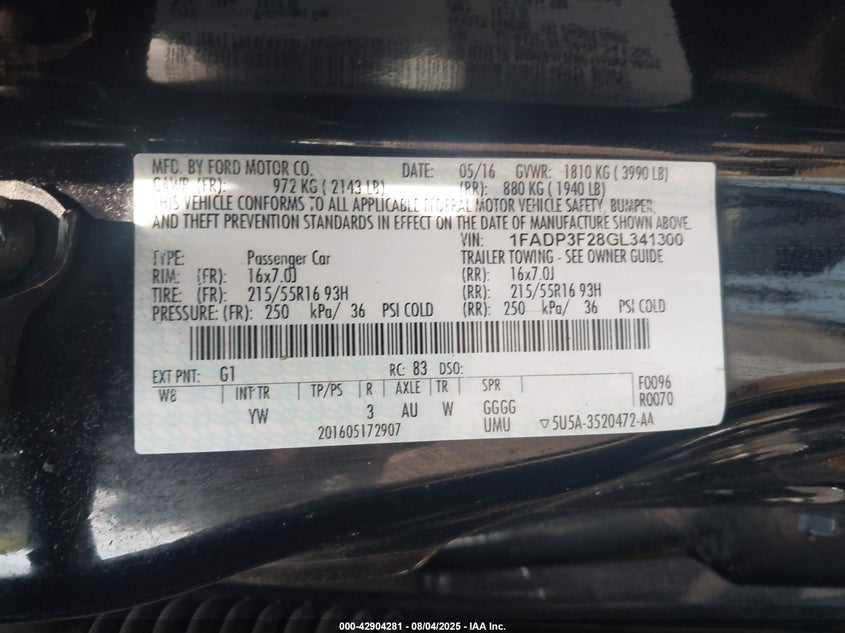 MFD. BY FORD MOTOR CO. DATE: 05/16 GVWR: 1810 KG ( 3990 LB)
GAWR (FR): 972 KG ( 2143 LB) (RR): 880 KG ( 1940 LB)
THIS VEHICLE CONFORMS TO ALL APPLICABLE FEDERAL MOTOR VEHICLE SAFETY, BUMPER,
AND THEFT PREVENTION STANDARDS IN EFFECT ON THE DATE OF MANUFACTURE SHOWN ABOVE.
VIN: 1FADP3F28GL341300
TYPE: Passenger Car TRAILER TOWING - SEE OWNER GUIDE
RIM: (FR): 16x7.0J (RR): 16x7.0J
TIRE: (FR): 215/55R16 93H (RR): 215/55R16 93H
PRESSURE: (FR): 250 kPa/ 36 PSI COLD (RR): 250 kPa/ 36 PSI COLD
EXT PNT: G1 RC: 83 DSO:
WB INT TR TP/PS R AXLE TR SPR F0096
YW 3 AU W GGGG R0070
201605172907 UMU ▽5U5A-3520472-AA
000-42904281 - 08/04/2025 - IAA Inc.